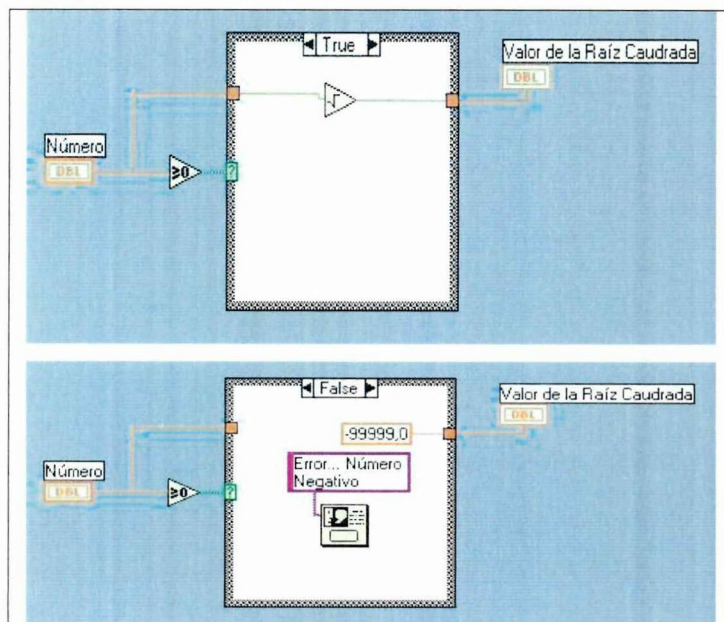 True
Valor de la Raíz Caudrada
DBL
Número
DBL
≥0
?
False
Valor de la Raíz Caudrada
DBL
-99999,0
Número
DBL
≥0
?
Error... Número
Negativo